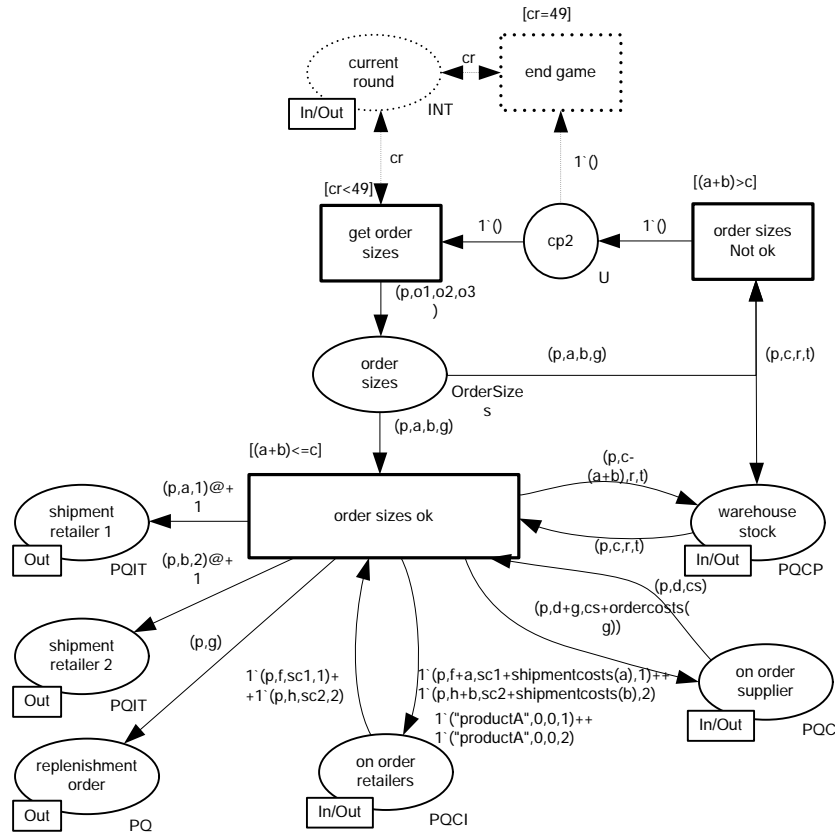 [cr=49]
current
round
cr
end game
In/Out
INT
cr
1`()
[cr<49]
[(a+b)>c]
get order
sizes
1`()
cp2
1`()
order sizes
Not ok
U
(p,o1,o2,o3
)
order
sizes
(p,a,b,g)
(p,c,r,t)
OrderSize
s
(p,a,b,g)
[(a+b)<=c]
(p,c-
(a+b),r,t)
shipment
retailer 1
(p,a,1)@+
1
order sizes ok
warehouse
stock
Out
PQIT
(p,c,r,t)
In/Out
PQCP
(p,b,2)@+
1
(p,d,cs)
(p,d+g,cs+ordercosts(
g))
shipment
retailer 2
(p,g)
Out
PQIT
1`(p,f,sc1,1)+
+1`(p,h,sc2,2)
1`(p,f+a,sc1+shipmentcosts(a),1)++
1`(p,h+b,sc2+shipmentcosts(b),2)
on order
supplier
In/Out
PQC
1`("productA",0,0,1)++
1`("productA",0,0,2)
replenishment
order
on order
retailers
Out
PQ
In/Out
PQCI